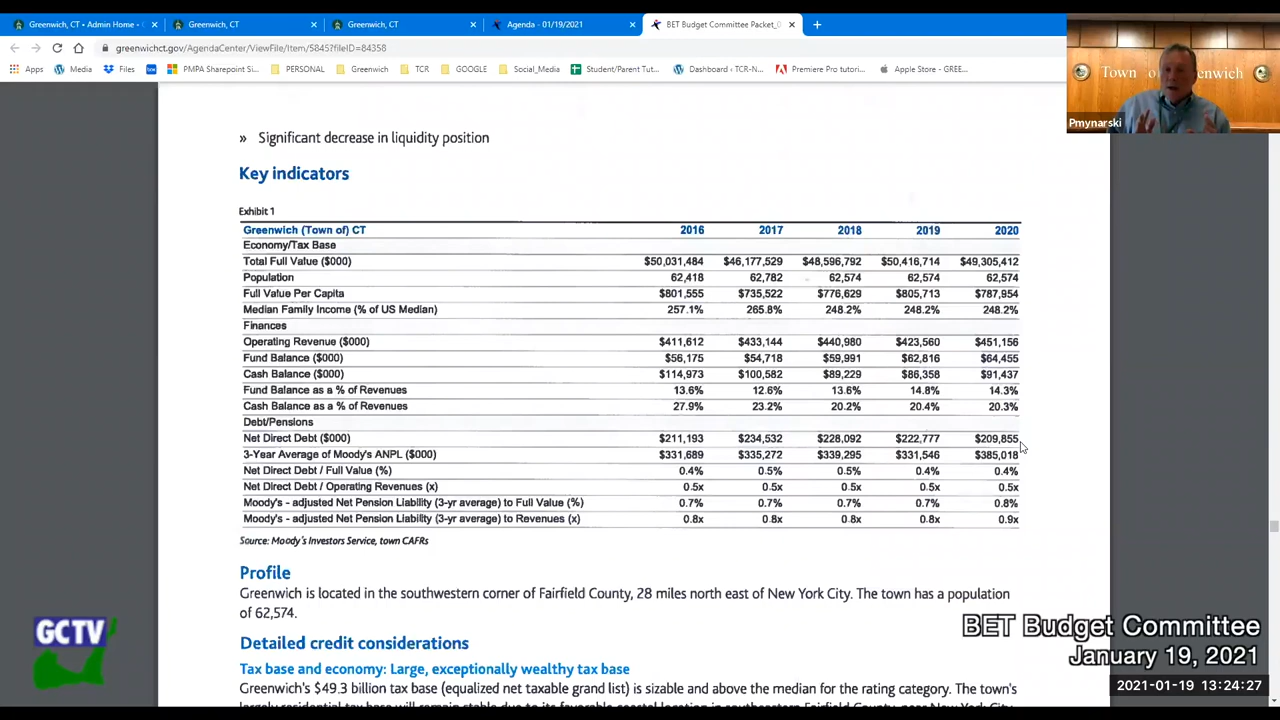 Greenwich, CT • Admin Home •
Greenwich, CT
Greenwich, CT
Agenda - 01/19/2021
BET Budget Committee Packet_0
greenwichct.gov/AgendaCenter/ViewFile/Item/5845?fileID=84358
Apps
Media
Files
box
PMPA Sharepoint Si...
PERSONAL
Greenwich
TCR
GOOGLE
Social_Media
Student/Parent Tut...
Dashboard ‹ TCR-N...
Premiere Pro tutori...
Apple Store - GREE...
Town of Greenwich
Pmynarski
» Significant decrease in liquidity position
Key indicators
Exhibit 1
Greenwich (Town of) CT 2016 2017 2018 2019 2020
Economy/Tax Base
Total Full Value ($000) $50,031,484 $46,177,529 $48,596,792 $50,416,714 $49,305,412
Population 62,418 62,782 62,574 62,574 62,574
Full Value Per Capita $801,555 $735,522 $776,629 $805,713 $787,954
Median Family Income (% of US Median) 257.1% 265.8% 248.2% 248.2% 248.2%
Finances
Operating Revenue ($000) $411,612 $433,144 $440,980 $423,560 $451,156
Fund Balance ($000) $56,175 $54,718 $59,991 $62,816 $64,455
Cash Balance ($000) $114,973 $100,582 $89,229 $86,358 $91,437
Fund Balance as a % of Revenues 13.6% 12.6% 13.6% 14.8% 14.3%
Cash Balance as a % of Revenues 27.9% 23.2% 20.2% 20.4% 20.3%
Debt/Pensions
Net Direct Debt ($000) $211,193 $234,532 $228,092 $222,777 $209,855
3-Year Average of Moody's ANPL ($000) $331,689 $335,272 $339,295 $331,546 $385,018
Net Direct Debt / Full Value (%) 0.4% 0.5% 0.5% 0.4% 0.4%
Net Direct Debt / Operating Revenues (x) 0.5x 0.5x 0.5x 0.5x 0.5x
Moody's - adjusted Net Pension Liability (3-yr average) to Full Value (%) 0.7% 0.7% 0.7% 0.7% 0.8%
Moody's - adjusted Net Pension Liability (3-yr average) to Revenues (x) 0.8x 0.8x 0.8x 0.8x 0.9x
Source: Moody's Investors Service, town CAFRs
Profile
Greenwich is located in the southwestern corner of Fairfield County, 28 miles north east of New York City. The town has a population
of 62,574.
Detailed credit considerations
Tax base and economy: Large, exceptionally wealthy tax base
Greenwich's $49.3 billion tax base (equalized net taxable grand list) is sizable and above the median for the rating category. The town's
GCTV
BET Budget Committee
January 19, 2021
2021-01-19 13:24:27